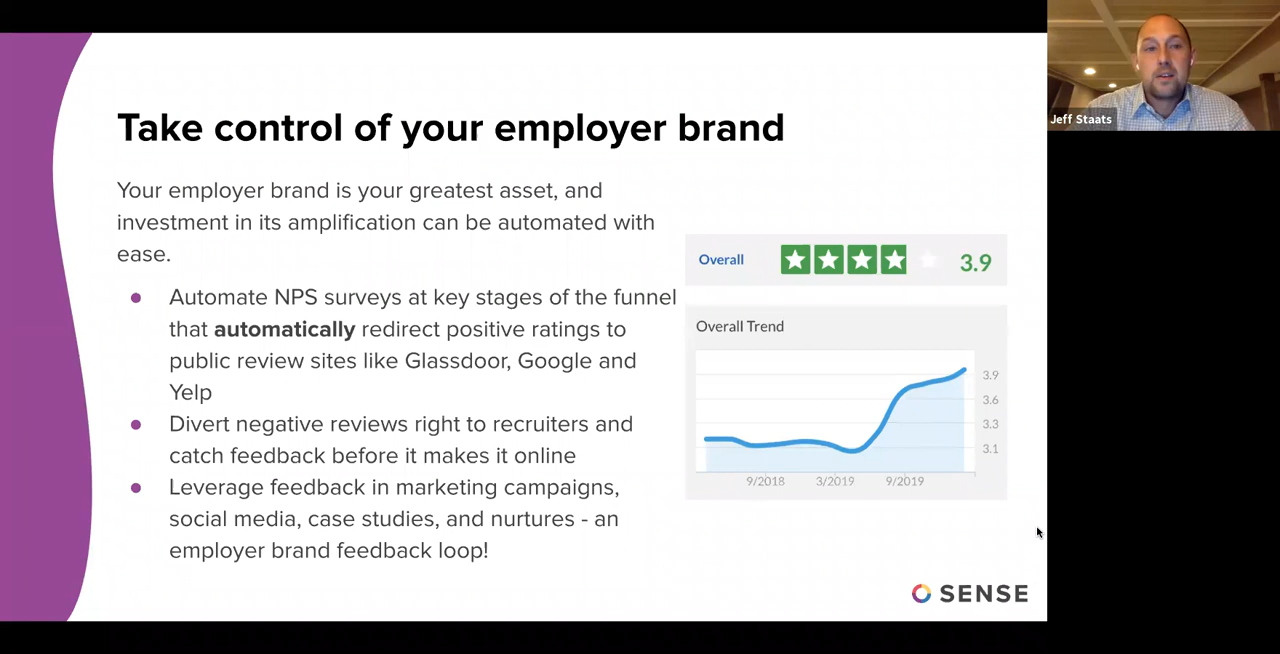 Take control of your employer brand
Your employer brand is your greatest asset, and
investment in its amplification can be automated with
ease.
● Automate NPS surveys at key stages of the funnel
that automatically redirect positive ratings to
public review sites like Glassdoor, Google and
Yelp
● Divert negative reviews right to recruiters and
catch feedback before it makes it online
● Leverage feedback in marketing campaigns,
social media, case studies, and nurtures - an
employer brand feedback loop!
Overall 3.9
Overall Trend
3.9
3.6
3.3
3.1
9/2018 3/2019 9/2019
SENSE
Jeff Staats